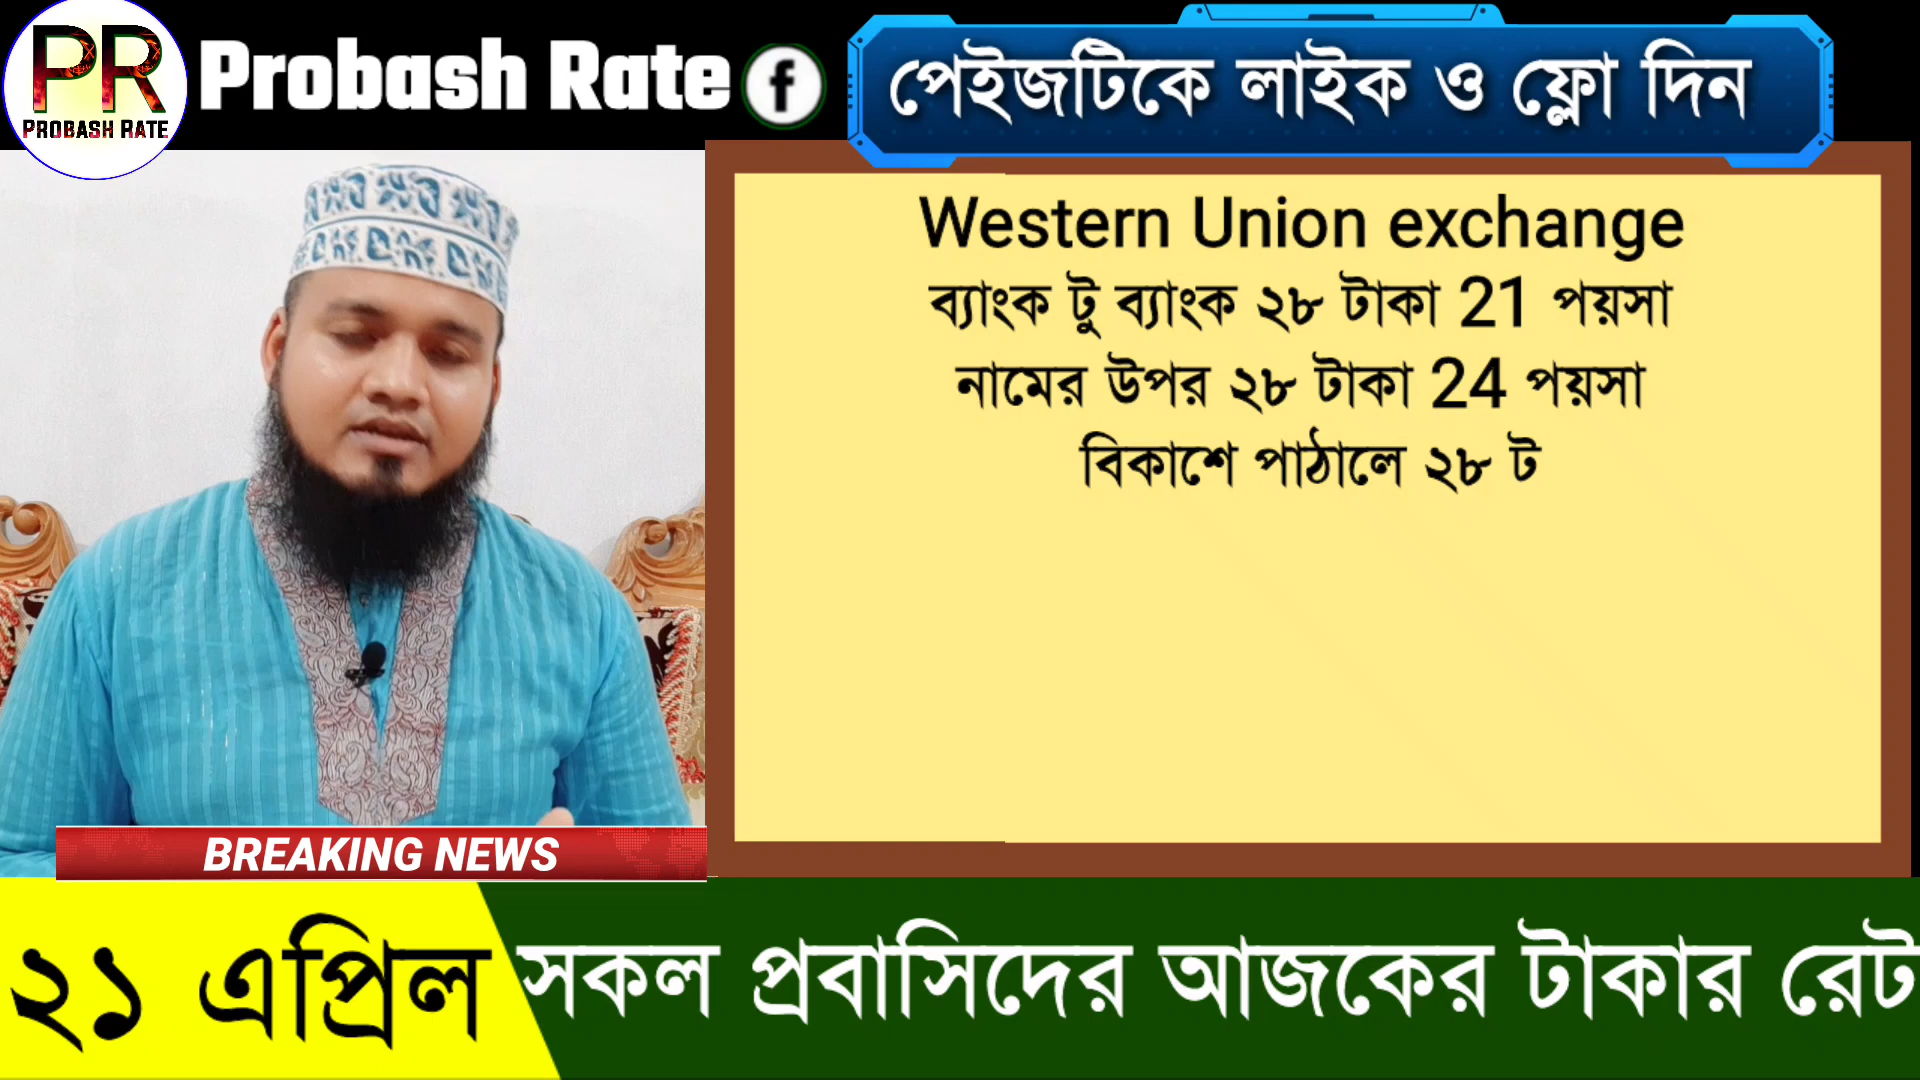 PR
PROBASH RATE
Probash Rate f
পেইজটিকে লাইক ও ফ্লো দিন
Western Union exchange
ব্যাংক টু ব্যাংক ২৮ টাকা 21 পয়সা
নামের উপর ২৮ টাকা 24 পয়সা
বিকাশে পাঠালে ২৮ ট
BREAKING NEWS
২১ এপ্রিল
সকল প্রবাসিদের আজকের টাকার রেট